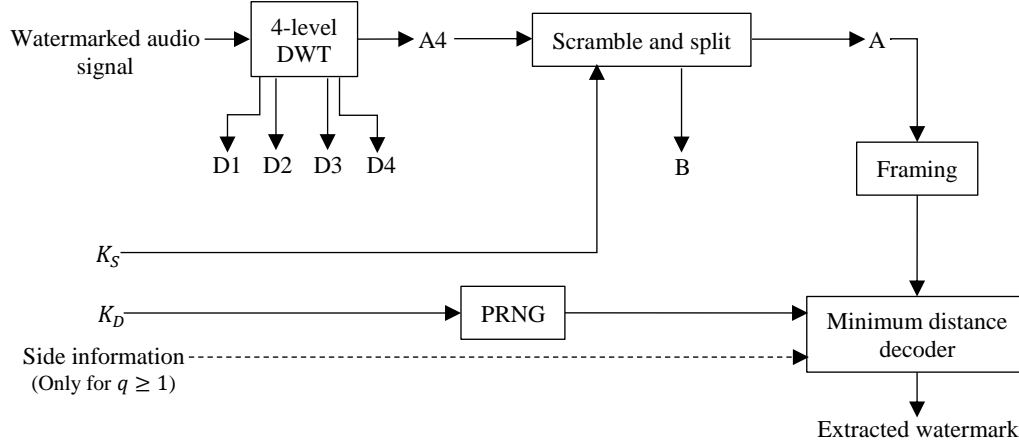 Watermarked audio
signal
4-level
DWT
A4
Scramble and split
A
D1
D2
D3
D4
B
Framing
K_S
K_D
PRNG
Minimum distance
decoder
Side information
(Only for q ≥ 1)
Extracted watermark